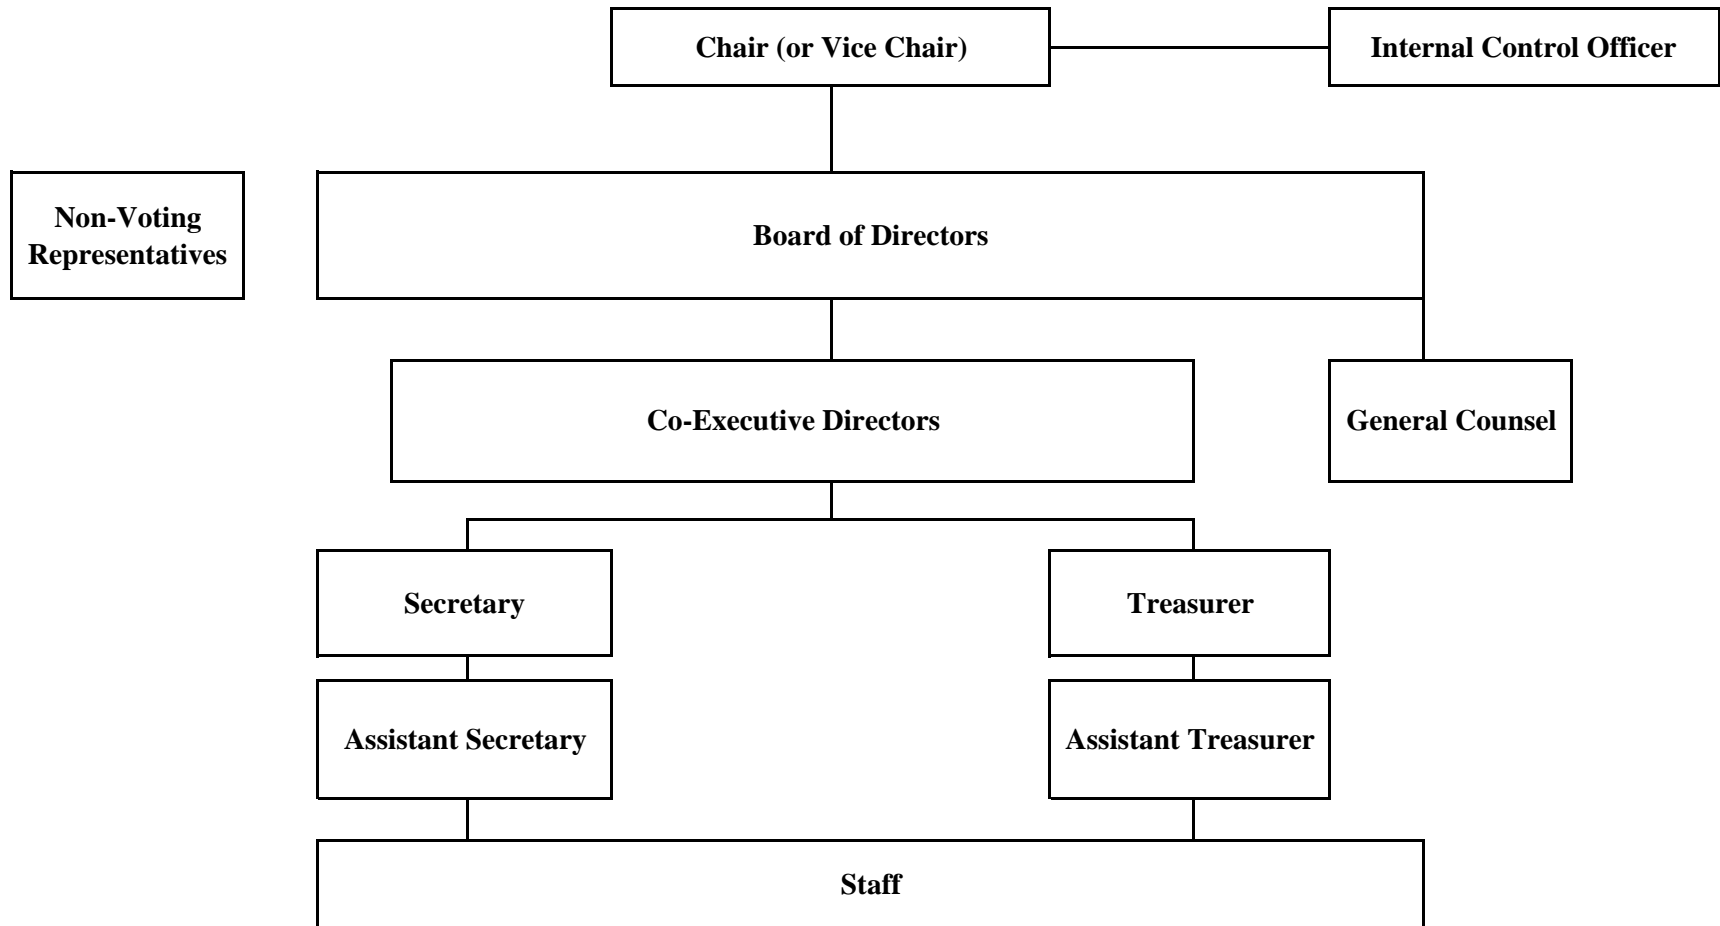 Chair (or Vice Chair)
Internal Control Officer
Non-Voting
Representatives
Board of Directors
Co-Executive Directors
General Counsel
Secretary
Treasurer
Assistant Secretary
Assistant Treasurer
Staff